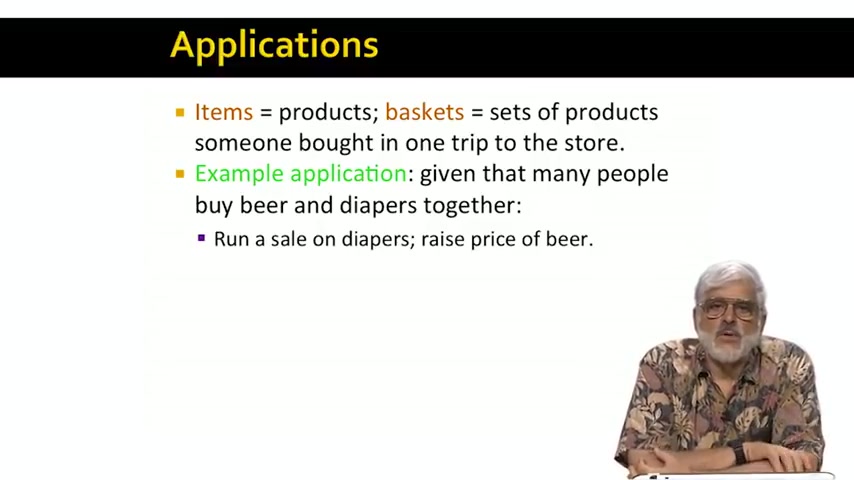 Applications
Items = products; baskets = sets of products
someone bought in one trip to the store.
Example application: given that many people
buy beer and diapers together:
Run a sale on diapers; raise price of beer.